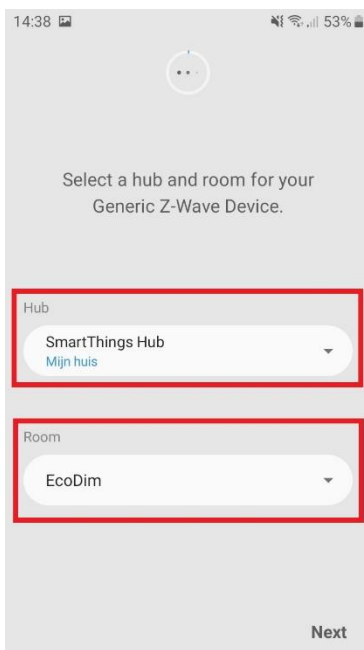 14:38 53%
Select a hub and room for your
Generic Z-Wave Device.
Hub
SmartThings Hub
Mijn huis
Room
EcoDim
Next